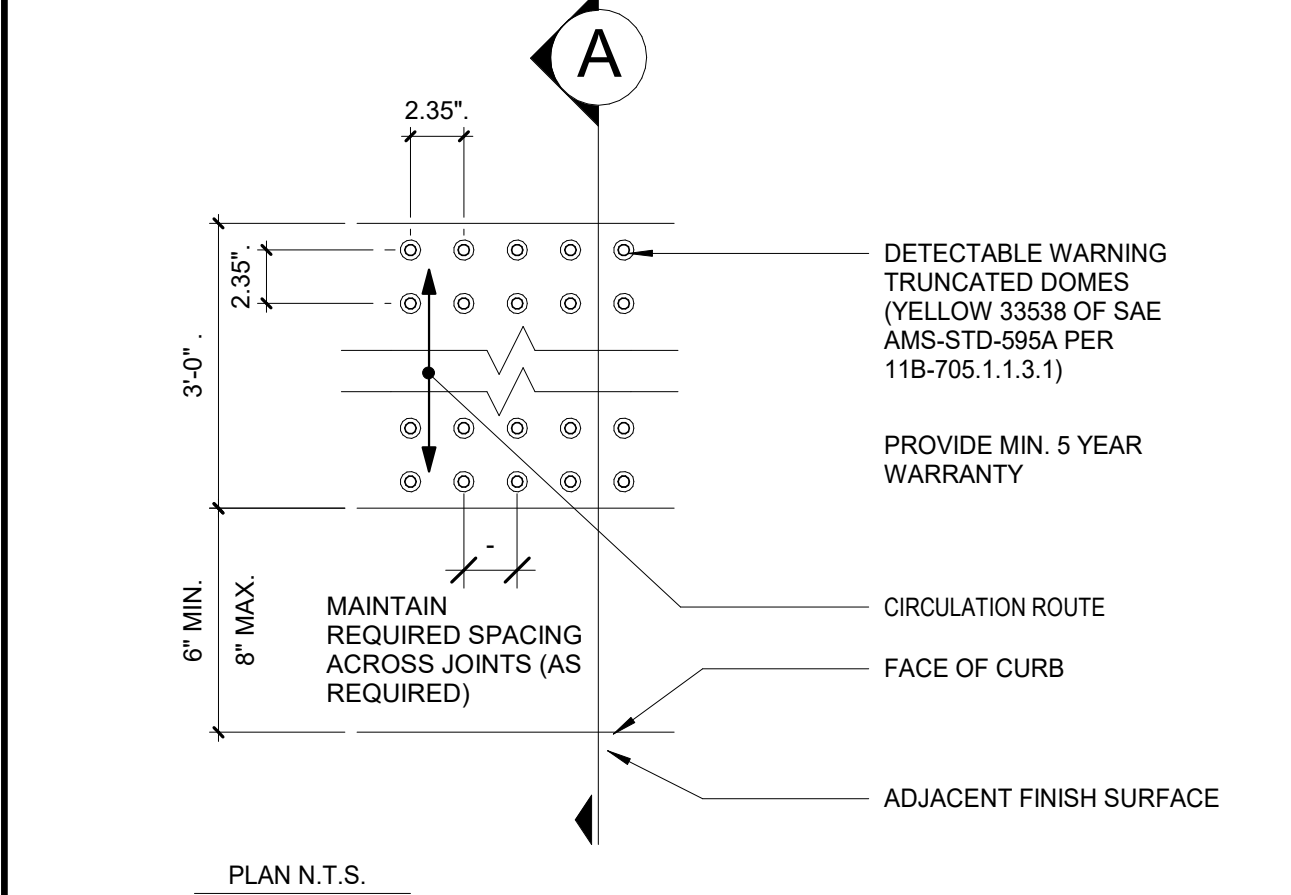 A
2.35".
2.35".
3'-0" .
DETECTABLE WARNING
TRUNCATED DOMES
(YELLOW 33538 OF SAE
AMS-STD-595A PER
11B-705.1.1.3.1)
PROVIDE MIN. 5 YEAR
WARRANTY
-
6" MIN.
8" MAX.
MAINTAIN
REQUIRED SPACING
ACROSS JOINTS (AS
REQUIRED)
CIRCULATION ROUTE
FACE OF CURB
ADJACENT FINISH SURFACE
PLAN N.T.S.